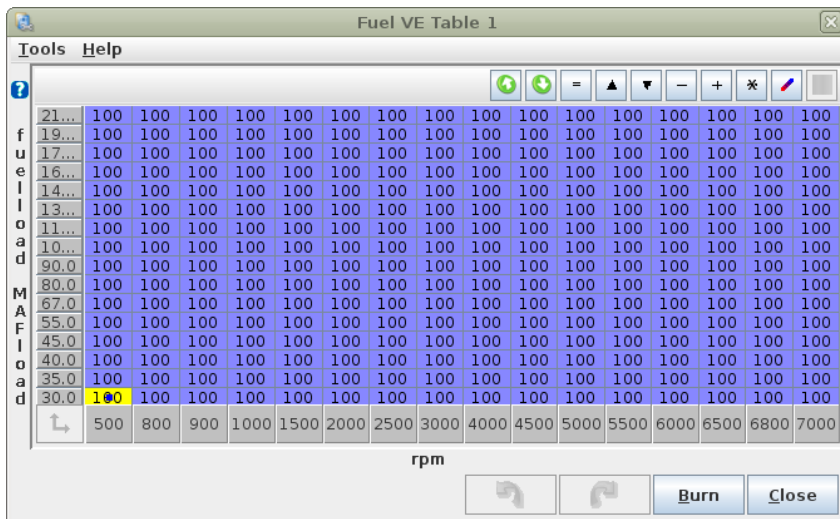 Fuel VE Table 1
Tools Help
= − + *
21... 100 100 100 100 100 100 100 100 100 100 100 100 100 100 100 100
19... 100 100 100 100 100 100 100 100 100 100 100 100 100 100 100 100
17... 100 100 100 100 100 100 100 100 100 100 100 100 100 100 100 100
16... 100 100 100 100 100 100 100 100 100 100 100 100 100 100 100 100
14... 100 100 100 100 100 100 100 100 100 100 100 100 100 100 100 100
13... 100 100 100 100 100 100 100 100 100 100 100 100 100 100 100 100
11... 100 100 100 100 100 100 100 100 100 100 100 100 100 100 100 100
10... 100 100 100 100 100 100 100 100 100 100 100 100 100 100 100 100
90.0 100 100 100 100 100 100 100 100 100 100 100 100 100 100 100 100
80.0 100 100 100 100 100 100 100 100 100 100 100 100 100 100 100 100
67.0 100 100 100 100 100 100 100 100 100 100 100 100 100 100 100 100
55.0 100 100 100 100 100 100 100 100 100 100 100 100 100 100 100 100
45.0 100 100 100 100 100 100 100 100 100 100 100 100 100 100 100 100
40.0 100 100 100 100 100 100 100 100 100 100 100 100 100 100 100 100
35.0 100 100 100 100 100 100 100 100 100 100 100 100 100 100 100 100
30.0 100 100 100 100 100 100 100 100 100 100 100 100 100 100 100 100
500 800 900 1000 1500 2000 2500 3000 4000 4500 5000 5500 6000 6500 6800 7000
fuelload MAFload
rpm
Burn Close